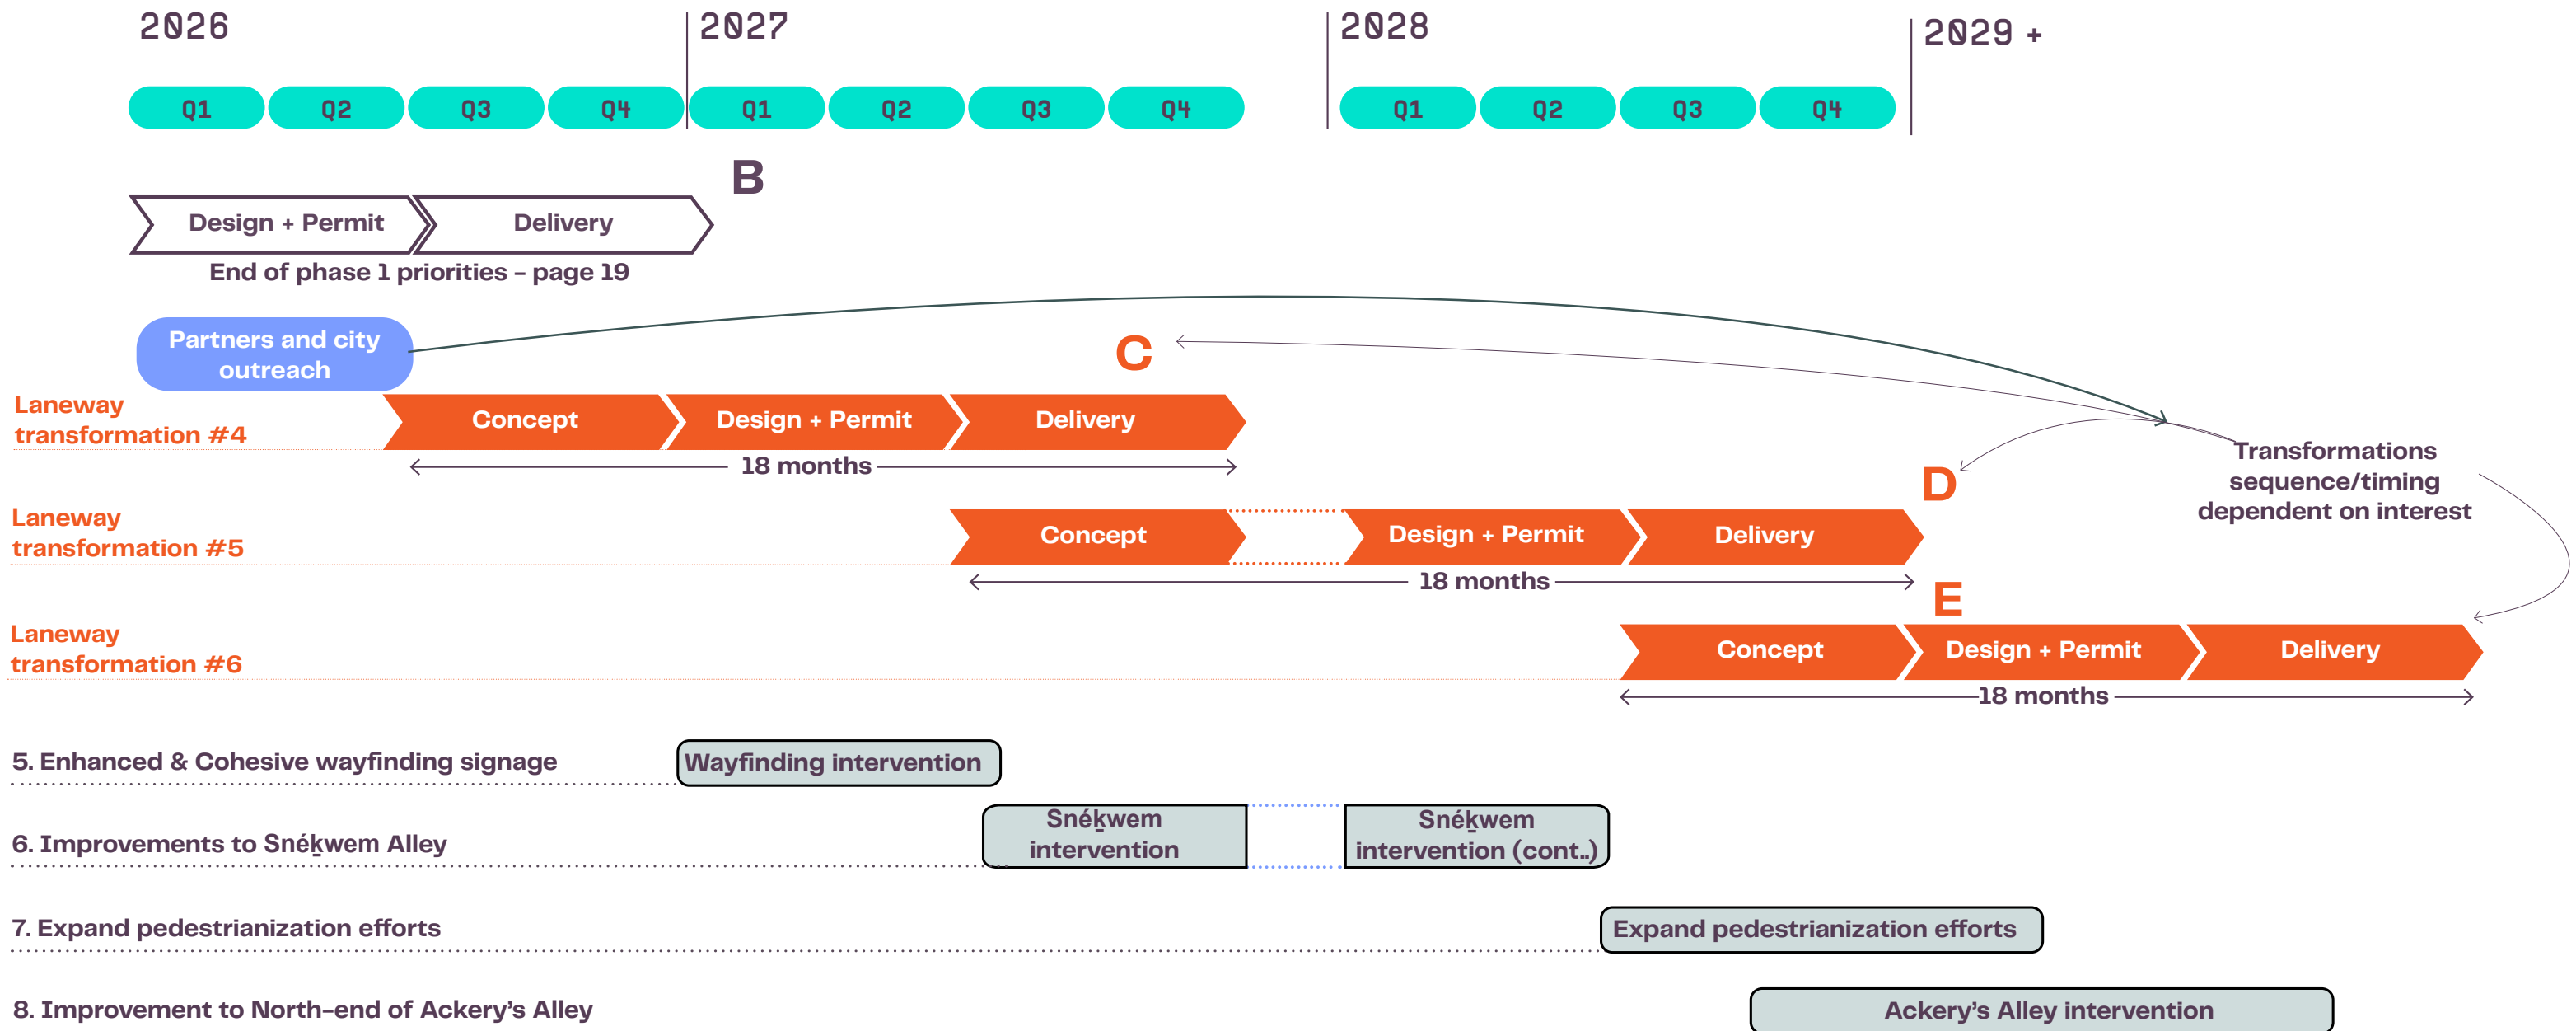 2026
2027
2028
2029 +
Q1
Q2
Q3
Q4
Q1
Q2
Q3
Q4
Q1
Q2
Q3
Q4
B
Design + Permit
Delivery
End of phase 1 priorities - page 19
Partners and city
outreach
C
Laneway
transformation #4
Concept
Design + Permit
Delivery
18 months
Transformations
sequence/timing
dependent on interest
D
Laneway
transformation #5
Concept
Design + Permit
Delivery
18 months
E
Laneway
transformation #6
Concept
Design + Permit
Delivery
18 months
5. Enhanced & Cohesive wayfinding signage
Wayfinding intervention
6. Improvements to Snéḵwem Alley
Snéḵwem
intervention
Snéḵwem
intervention (cont..)
7. Expand pedestrianization efforts
Expand pedestrianization efforts
8. Improvement to North-end of Ackery’s Alley
Ackery’s Alley intervention